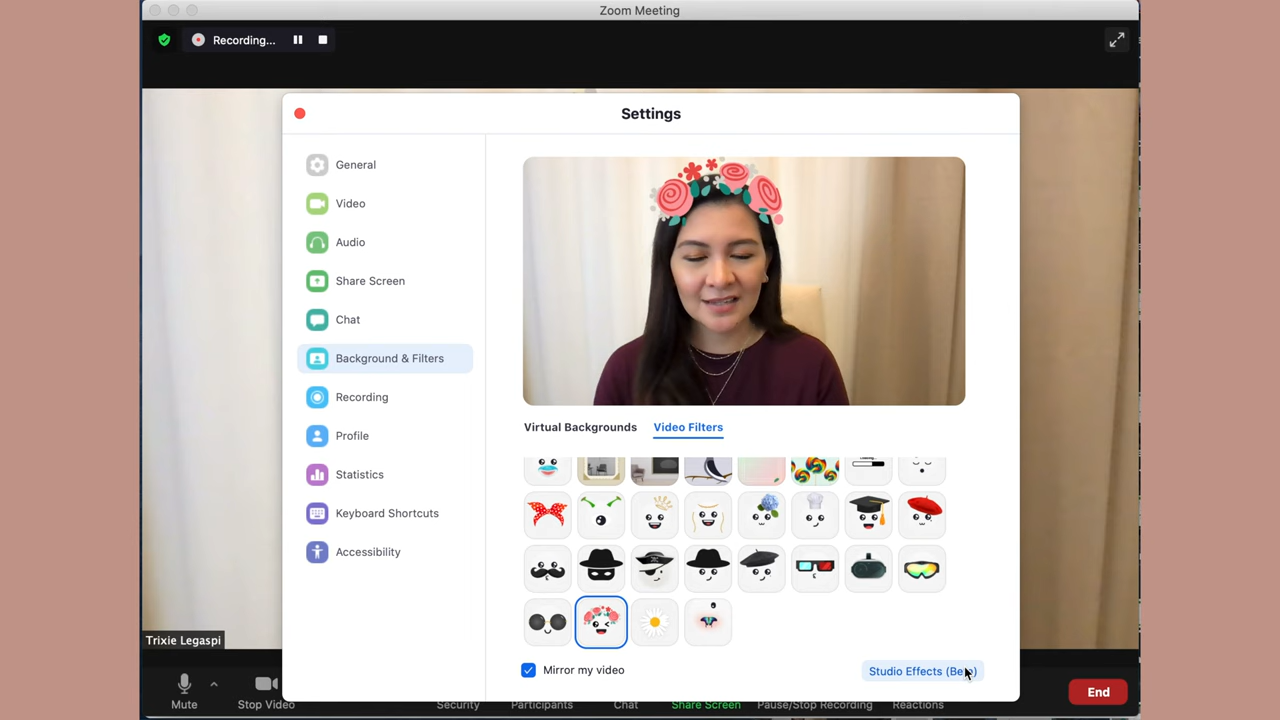 Zoom Meeting
Recording...
Settings
General
Video
Audio
Share Screen
Chat
Background & Filters
Recording
Profile
Statistics
Keyboard Shortcuts
Accessibility
Virtual Backgrounds
Video Filters
Mirror my video
Studio Effects
Trixie Legaspi
Mute
Stop Video
Security
Participants
Chat
Share Screen
Pause/Stop Recording
Reactions
End